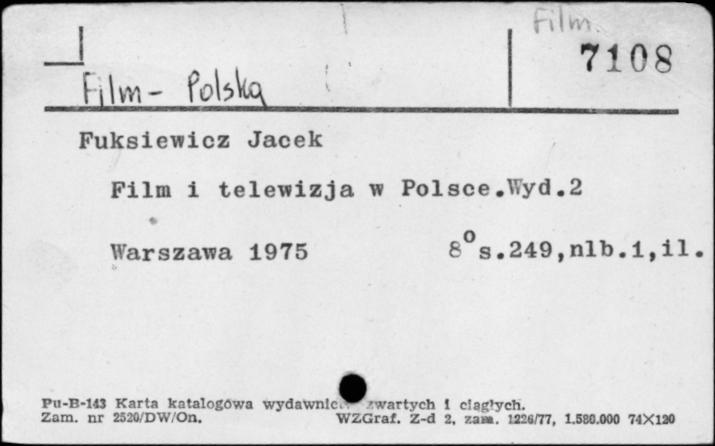 Film.
7108
Film - Polska
Fuksiewicz Jacek
Film i telewizja w Polsce.Wyd.2
Warszawa 1975 8° s.249,nlb.1,il.
Pu-B-143 Karta katalogowa wydawnic zwartych i ciągłych.
Zam. nr 2520/DW/On. WZGraf. Z-d 2, zam. 1226/77, 1.580.000 74X120